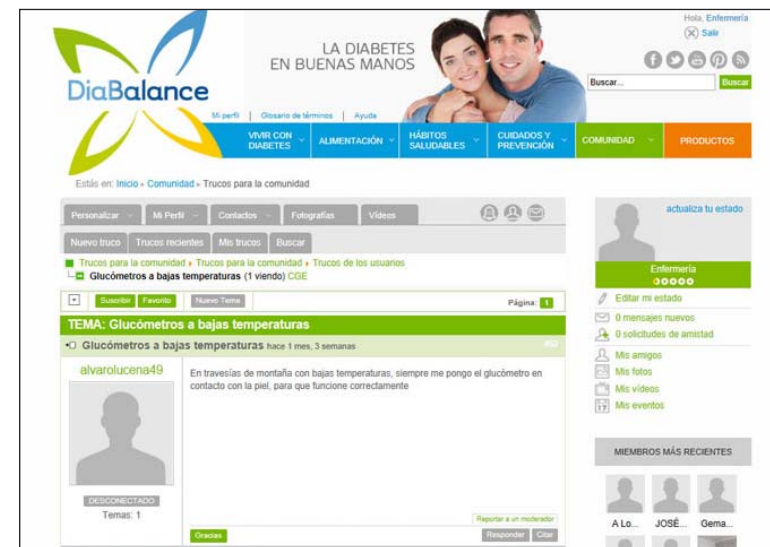 DiaBalance
LA DIABETES
EN BUENAS MANOS
Hola, Enfermería
Salir
Buscar...
Buscar
Mi perfil | Glosario de términos | Ayuda
VIVIR CON DIABETES
ALIMENTACIÓN
HÁBITOS SALUDABLES
CUIDADOS Y PREVENCIÓN
COMUNIDAD
PRODUCTOS
Estás en: Inicio » Comunidad » Trucos para la comunidad
Personalizar
Mi Perfil
Contactos
Fotografías
Vídeos
Nuevo truco
Trucos recientes
Mis trucos
Buscar
Trucos para la comunidad
Trucos para la comunidad
Trucos de los usuarios
Glucómetros a bajas temperaturas (1 viendo) CGE
Suscribir
Favorito
Nuevo Tema
Página: 1
TEMA: Glucómetros a bajas temperaturas
Glucómetros a bajas temperaturas hace 1 mes, 3 semanas
alvarolucena49
En travesías de montaña con bajas temperaturas, siempre me pongo el glucómetro en
contacto con la piel, para que funcione correctamente
DESCONECTADO
Temas: 1
Reportar a un moderador
Gracias
Responder
Citar
actualiza tu estado
Enfermería
Editar mi estado
0 mensajes nuevos
0 solicitudes de amistad
Mis amigos
Mis fotos
Mis vídeos
17
Mis eventos
MIEMBROS MÁS RECIENTES
A Lo...
JOSÉ...
Gema...